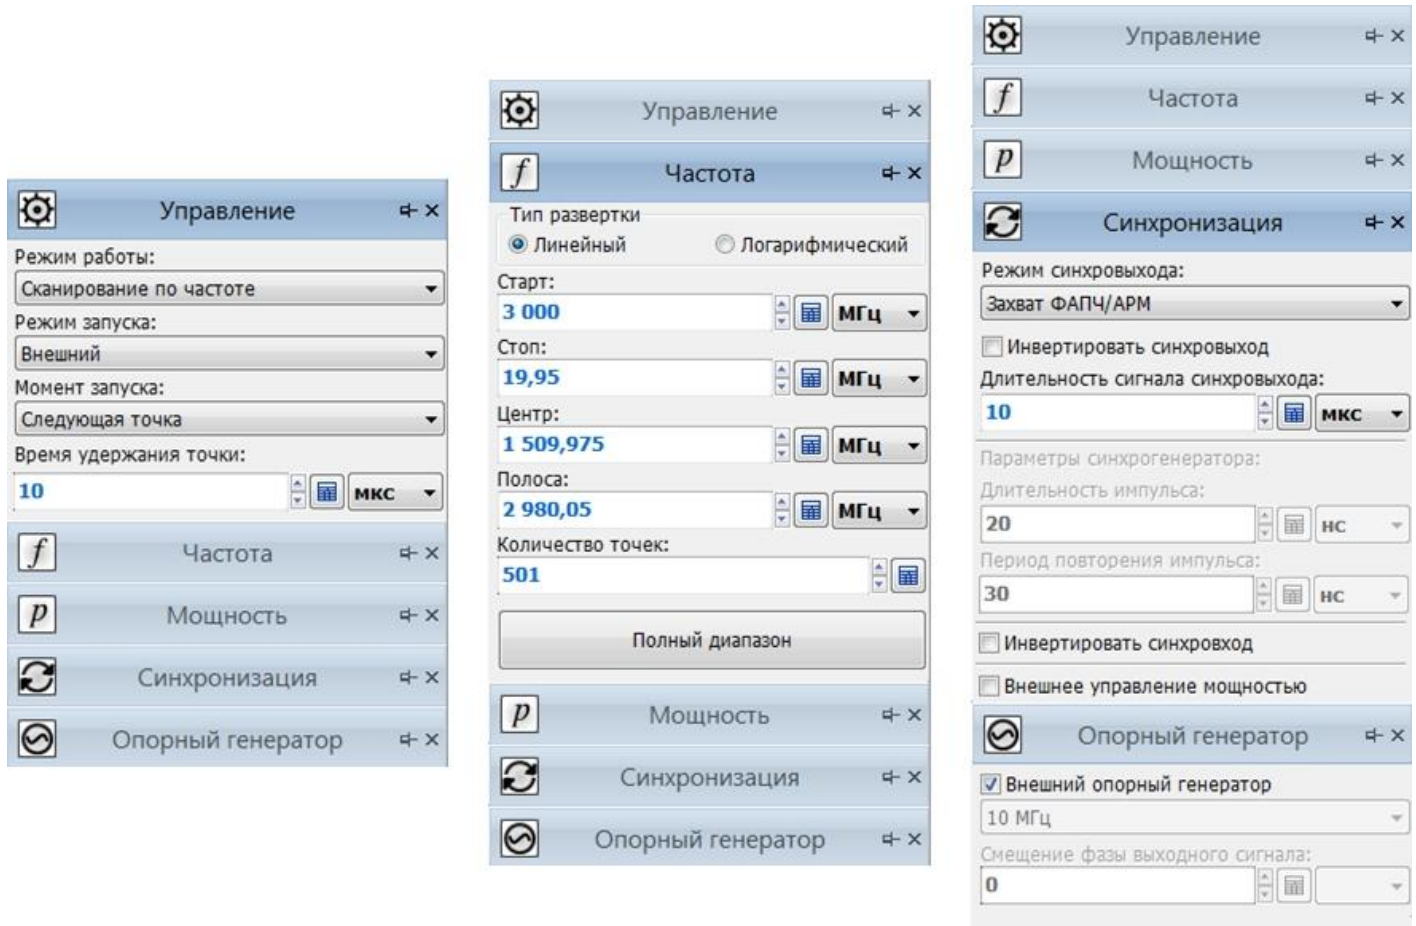 Управление
Режим работы:
Сканирование по частоте
Режим запуска:
Внешний
Момент запуска:
Следующая точка
Время удержания точки:
10 мкс
Частота
Мощность
Синхронизация
Опорный генератор
Управление
Частота
Тип развертки
Линейный Логарифмический
Старт:
3 000 МГц
Стоп:
19,95 МГц
Центр:
1 509,975 МГц
Полоса:
2 980,05 МГц
Количество точек:
501
Полный диапазон
Мощность
Синхронизация
Опорный генератор
Управление
Частота
Мощность
Синхронизация
Режим синхровыхода:
Захват ФАПЧ/АРМ
Инвертировать синхровыход
Длительность сигнала синхровыхода:
10 мкс
Параметры синхрогенератора:
Длительность импульса:
20 нс
Период повторения импульса:
30 нс
Инвертировать синхровход
Внешнее управление мощностью
Опорный генератор
Внешний опорный генератор
10 МГц
Смещение фазы выходного сигнала:
0